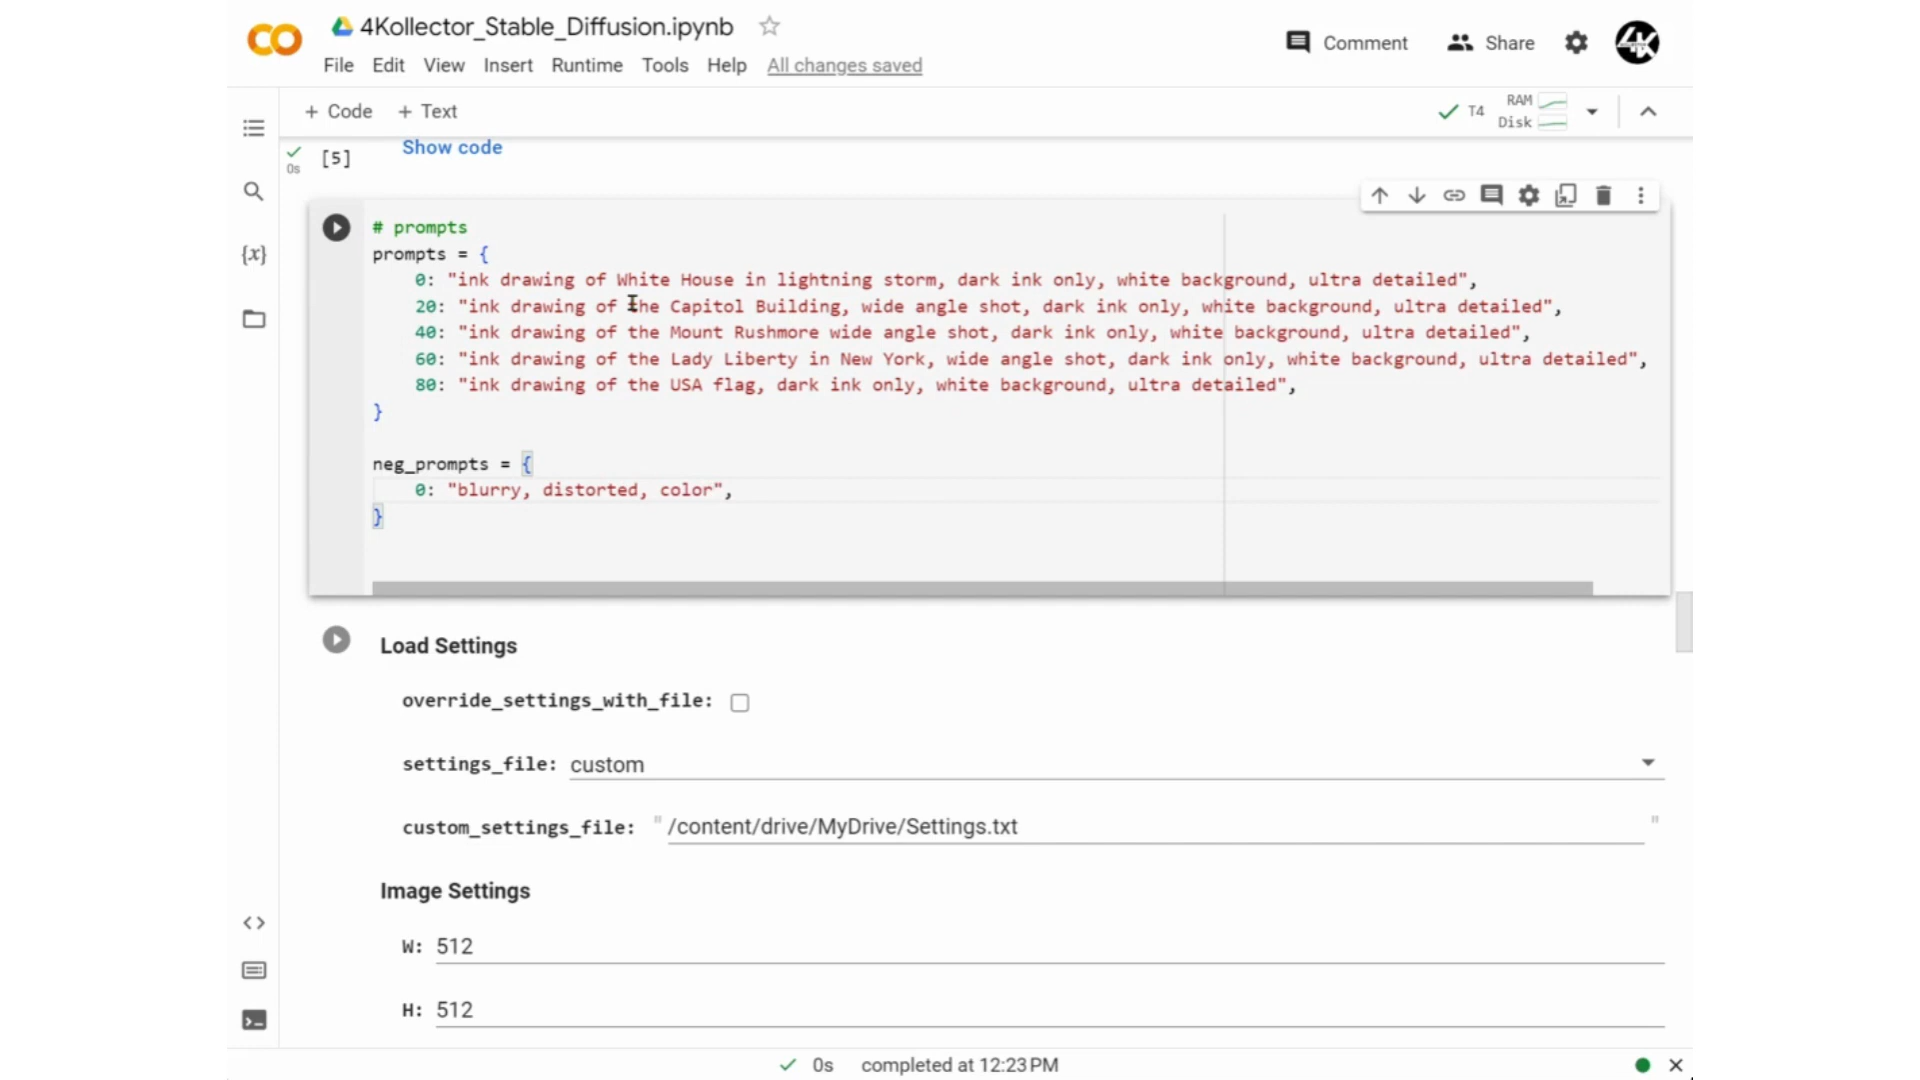 4Kollector_Stable_Diffusion.ipynb
Comment
Share
4K
File Edit View Insert Runtime Tools Help All changes saved
+ Code + Text
T4
RAM
Disk
Show code
0s
[5]
{x}
# prompts
prompts = {
0: "ink drawing of White House in lightning storm, dark ink only, white background, ultra detailed",
20: "ink drawing of the Capitol Building, wide angle shot, dark ink only, white background, ultra detailed",
40: "ink drawing of the Mount Rushmore wide angle shot, dark ink only, white background, ultra detailed",
60: "ink drawing of the Lady Liberty in New York, wide angle shot, dark ink only, white background, ultra detailed",
80: "ink drawing of the USA flag, dark ink only, white background, ultra detailed",
}
neg_prompts = {
0: "blurry, distorted, color",
}
Load Settings
override_settings_with_file:
settings_file: custom
custom_settings_file: "/content/drive/MyDrive/Settings.txt"
Image Settings
W: 512
H: 512
0s completed at 12:23 PM